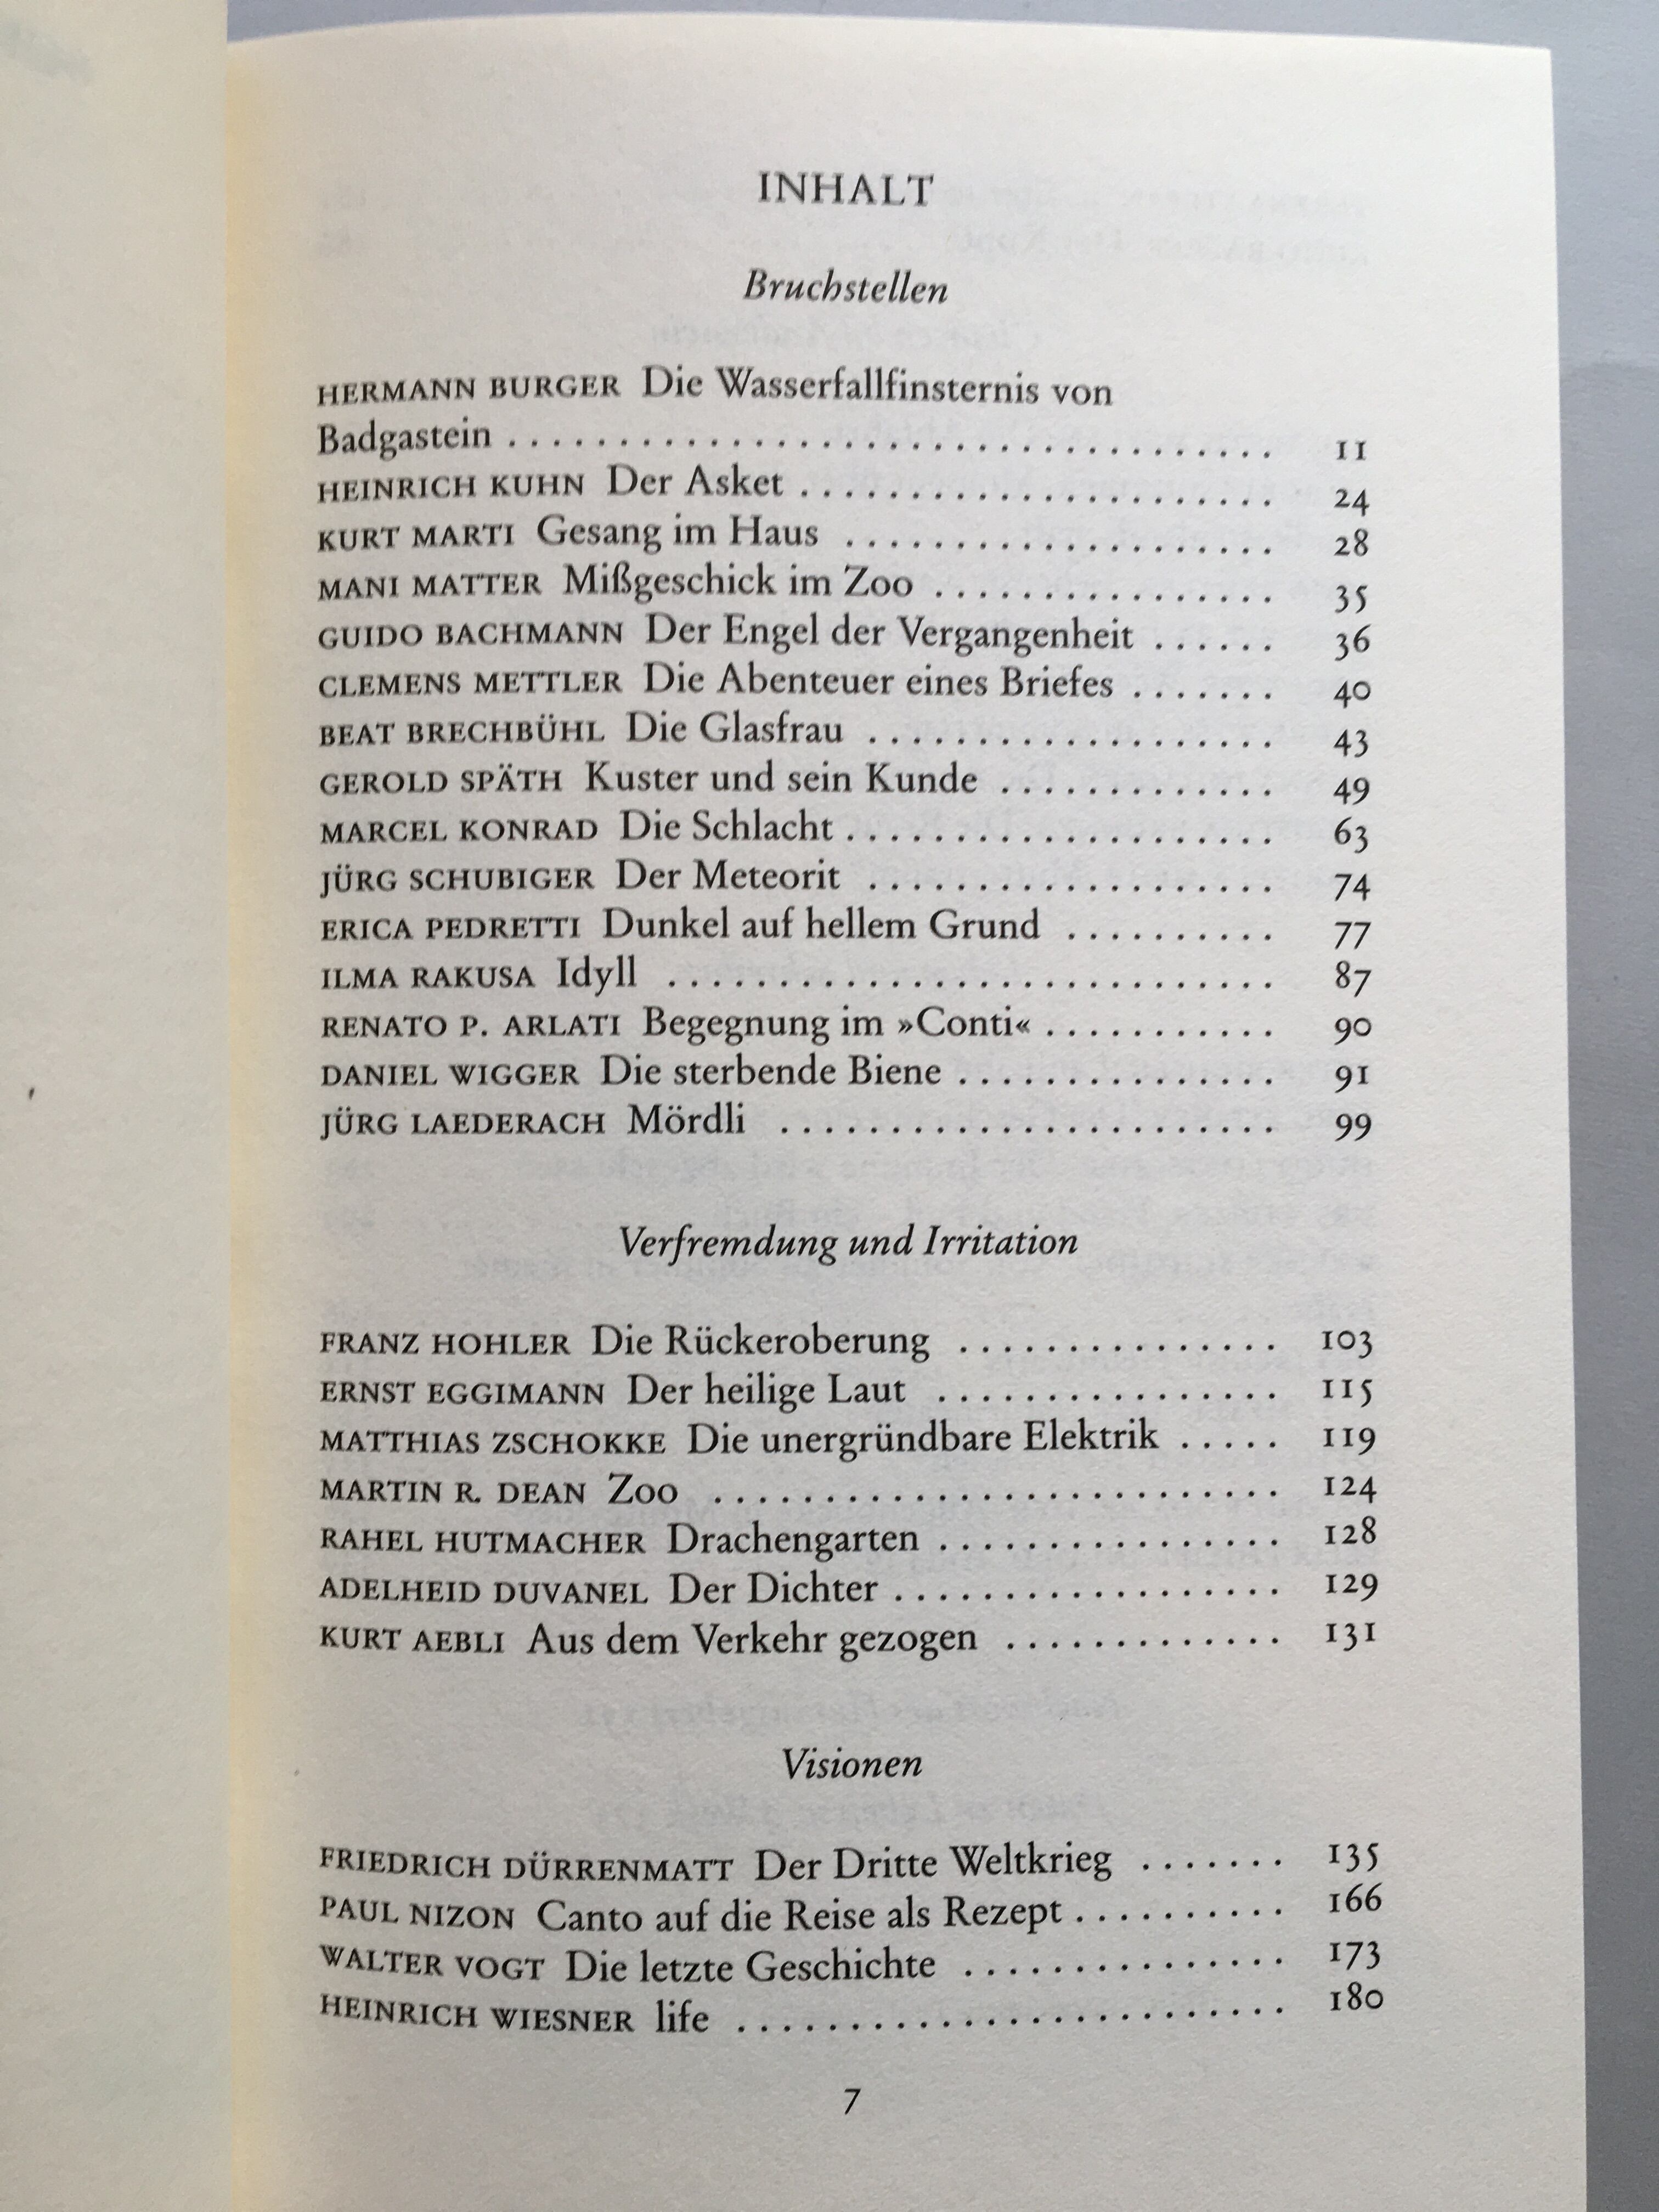 INHALT
Bruchstellen
HERMANN BURGER Die Wasserfallfinsternis von
Badgastein . . . . . . . . . . . . . . . . . . . . . . . . . . . 11
HEINRICH KUHN Der Asket . . . . . . . . . . . . . . . . . 24
KURT MARTI Gesang im Haus . . . . . . . . . . . . . . . 28
MANI MATTER Mißgeschick im Zoo . . . . . . . . . . . . 35
GUIDO BACHMANN Der Engel der Vergangenheit . . . . . . 36
CLEMENS METTLER Die Abenteuer eines Briefes . . . . . . . 40
BEAT BRECHBÜHL Die Glasfrau . . . . . . . . . . . . . . 43
GEROLD SPÄTH Kuster und sein Kunde . . . . . . . . . . . . . 49
MARCEL KONRAD Die Schlacht . . . . . . . . . . . . . . . 63
JÜRG SCHUBIGER Der Meteorit . . . . . . . . . . . . . . 74
ERICA PEDRETTI Dunkel auf hellem Grund . . . . . . . . . . 77
ILMA RAKUSA Idyll . . . . . . . . . . . . . . . . . . . . . 87
RENATO P. ARLATI Begegnung im »Conti« . . . . . . . . . . . 90
DANIEL WIGGER Die sterbende Biene . . . . . . . . . . . . . . . 91
JÜRG LAEDERACH Mördli . . . . . . . . . . . . . . . . . . 99
Verfremdung und Irritation
FRANZ HOHLER Die Rückeroberung . . . . . . . . . . . . . . . 103
ERNST EGGIMANN Der heilige Laut . . . . . . . . . . . . . . . . 115
MATTHIAS ZSCHOKKE Die unergründbare Elektrik . . . . . 119
MARTIN R. DEAN Zoo . . . . . . . . . . . . . . . . . . . . 124
RAHEL HUTMACHER Drachengarten . . . . . . . . . . . . . . . . 128
ADELHEID DUVANEL Der Dichter . . . . . . . . . . . . . . . . . . 129
KURT AEBLI Aus dem Verkehr gezogen . . . . . . . . . . . . . 131
Visionen
FRIEDRICH DÜRRENMATT Der Dritte Weltkrieg . . . . . . . 135
PAUL NIZON Canto auf die Reise als Rezept . . . . . . . . . . 166
WALTER VOGT Die letzte Geschichte . . . . . . . . . . . . . . . 173
HEINRICH WIESNER life . . . . . . . . . . . . . . . . . . . . 180
7